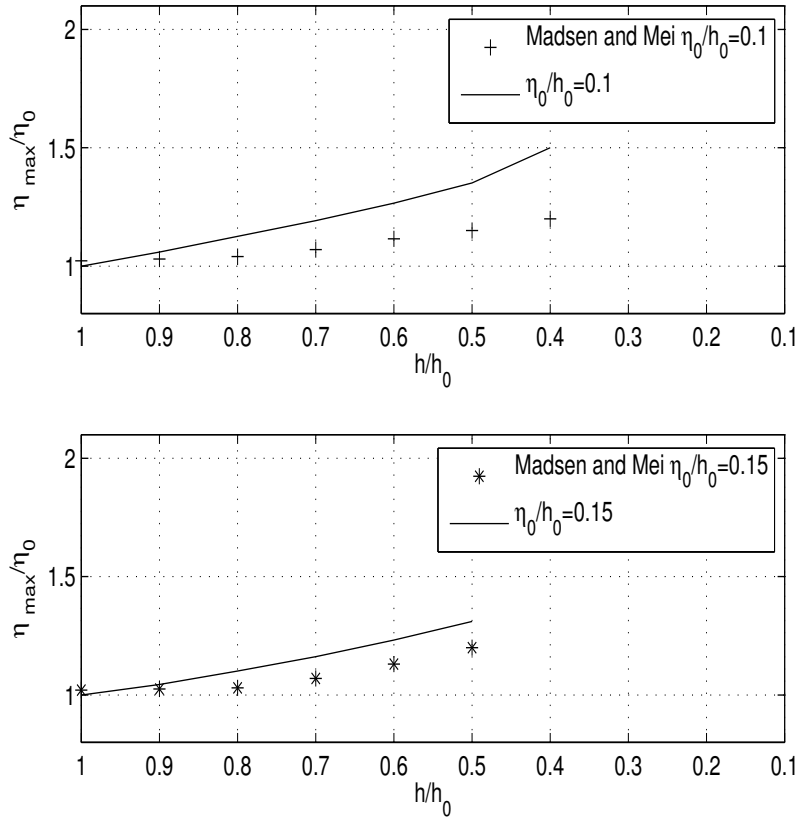 2
1.5
1
η max/η0
Madsen and Mei η0/h0=0.1
η0/h0=0.1
1 0.9 0.8 0.7 0.6 0.5 0.4 0.3 0.2 0.1
h/h0
2
1.5
1
η max/η0
Madsen and Mei η0/h0=0.15
η0/h0=0.15
1 0.9 0.8 0.7 0.6 0.5 0.4 0.3 0.2 0.1
h/h0